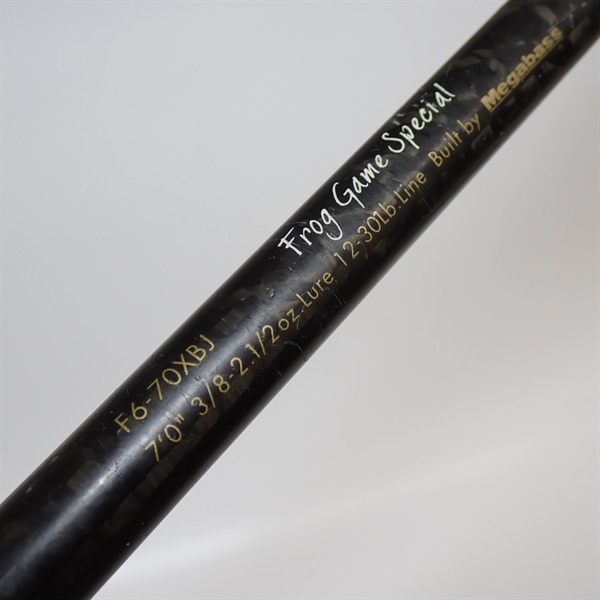 Frog Game Special
F6-70XBJ
7'0" 3/8-2.1/2oz.Lure 12-30Lb.Line Built by Megabass